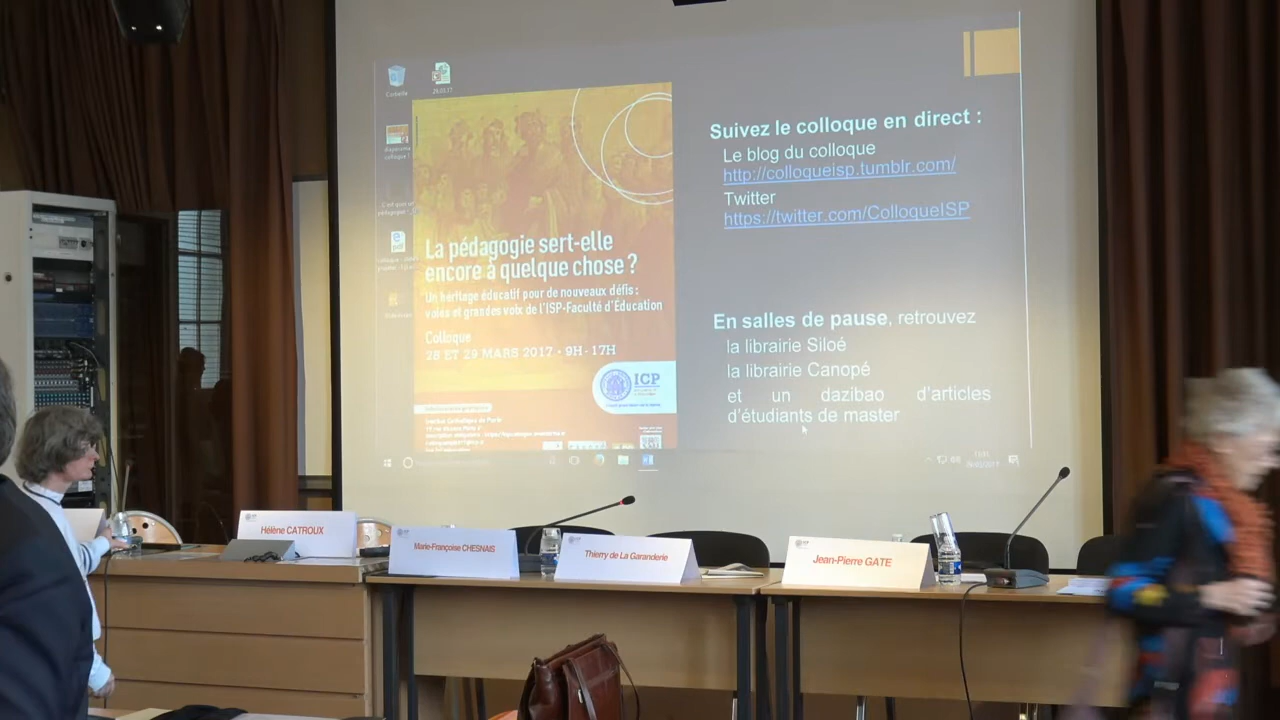 Corbeille
La pédagogie sert-elle
encore à quelque chose ?
Un héritage éducatif pour de nouveaux défis :
voies et grandes voix de l'ISP-Faculté d'Éducation
Colloque
28 ET 29 MARS 2017 • 9H-17H
ICP
Institut Catholique de Paris
Suivez le colloque en direct :
Le blog du colloque
http://colloqueisp.tumblr.com/
Twitter
https://twitter.com/ColloqueISP
En salles de pause, retrouvez
la librairie Siloé
la librairie Canopé
et un dazibao d'articles
d'étudiants de master
Hélène CATROUX
Marie-Françoise CHESNAIS
Thierry de La Garanderie
Jean-Pierre GATE